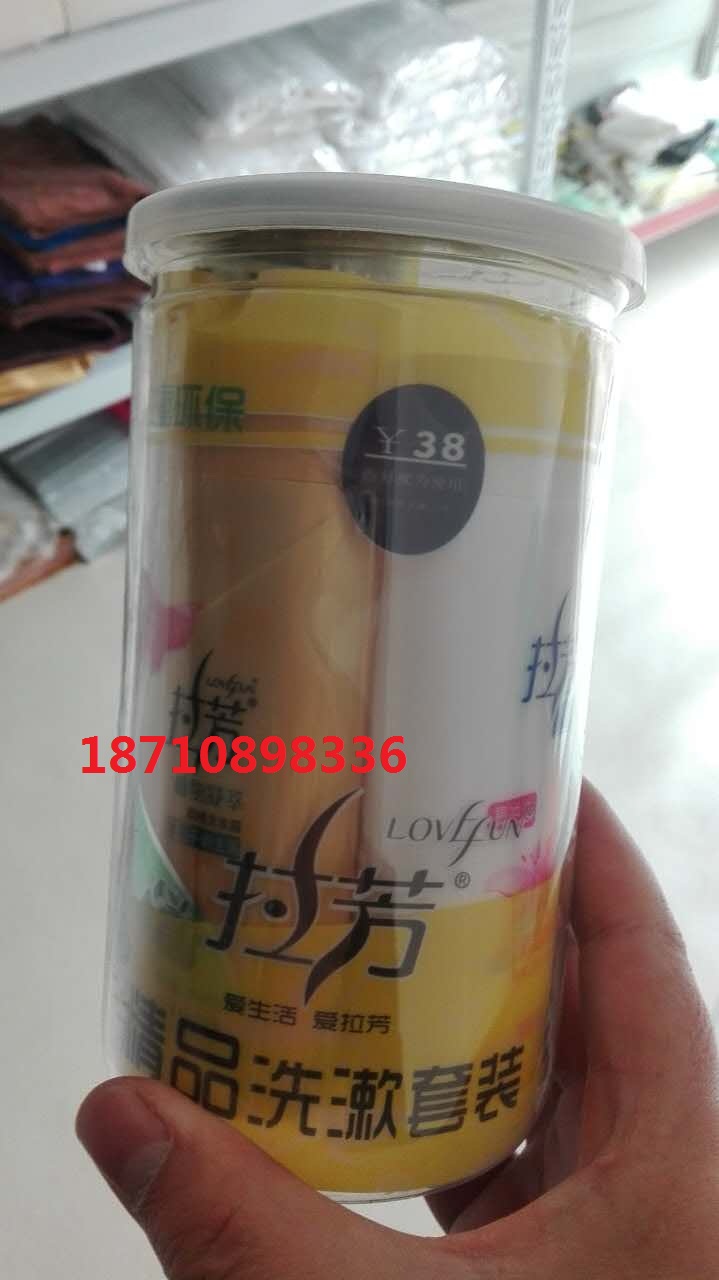 环保
¥ 38
LovEfun®
拉芳
拉
18710898336
LOVEFUN
拉芳®
爱生活 爱拉芳
精品洗漱套装